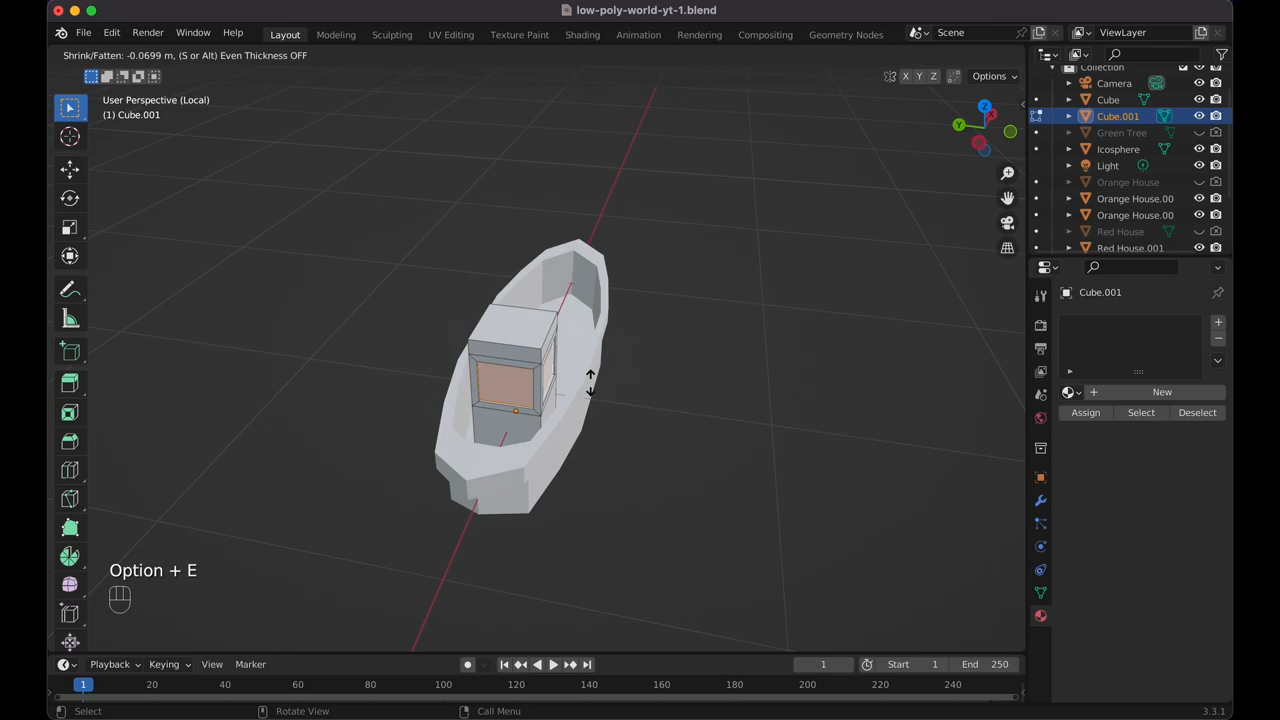 low-poly-world-yt-1.blend
File Edit Render Window Help Layout Modeling Sculpting UV Editing Texture Paint Shading Animation Rendering Compositing Geometry Nodes Scene ViewLayer
Shrink/Fatten: -0.0699 m, (S or Alt) Even Thickness OFF
X Y Z Options
User Perspective (Local)
(1) Cube.001
Z
Y
Collection
Camera
Cube
Cube.001
Green Tree
Icosphere
Light
Orange House
Orange House.00
Orange House.00
Red House
Red House.001
Cube.001
New
Assign Select Deselect
Option + E
Playback Keying View Marker 1 Start 1 End 250
1 20 40 60 80 100 120 140 160 180 200 220 240
Select Rotate View Call Menu 3.3.1